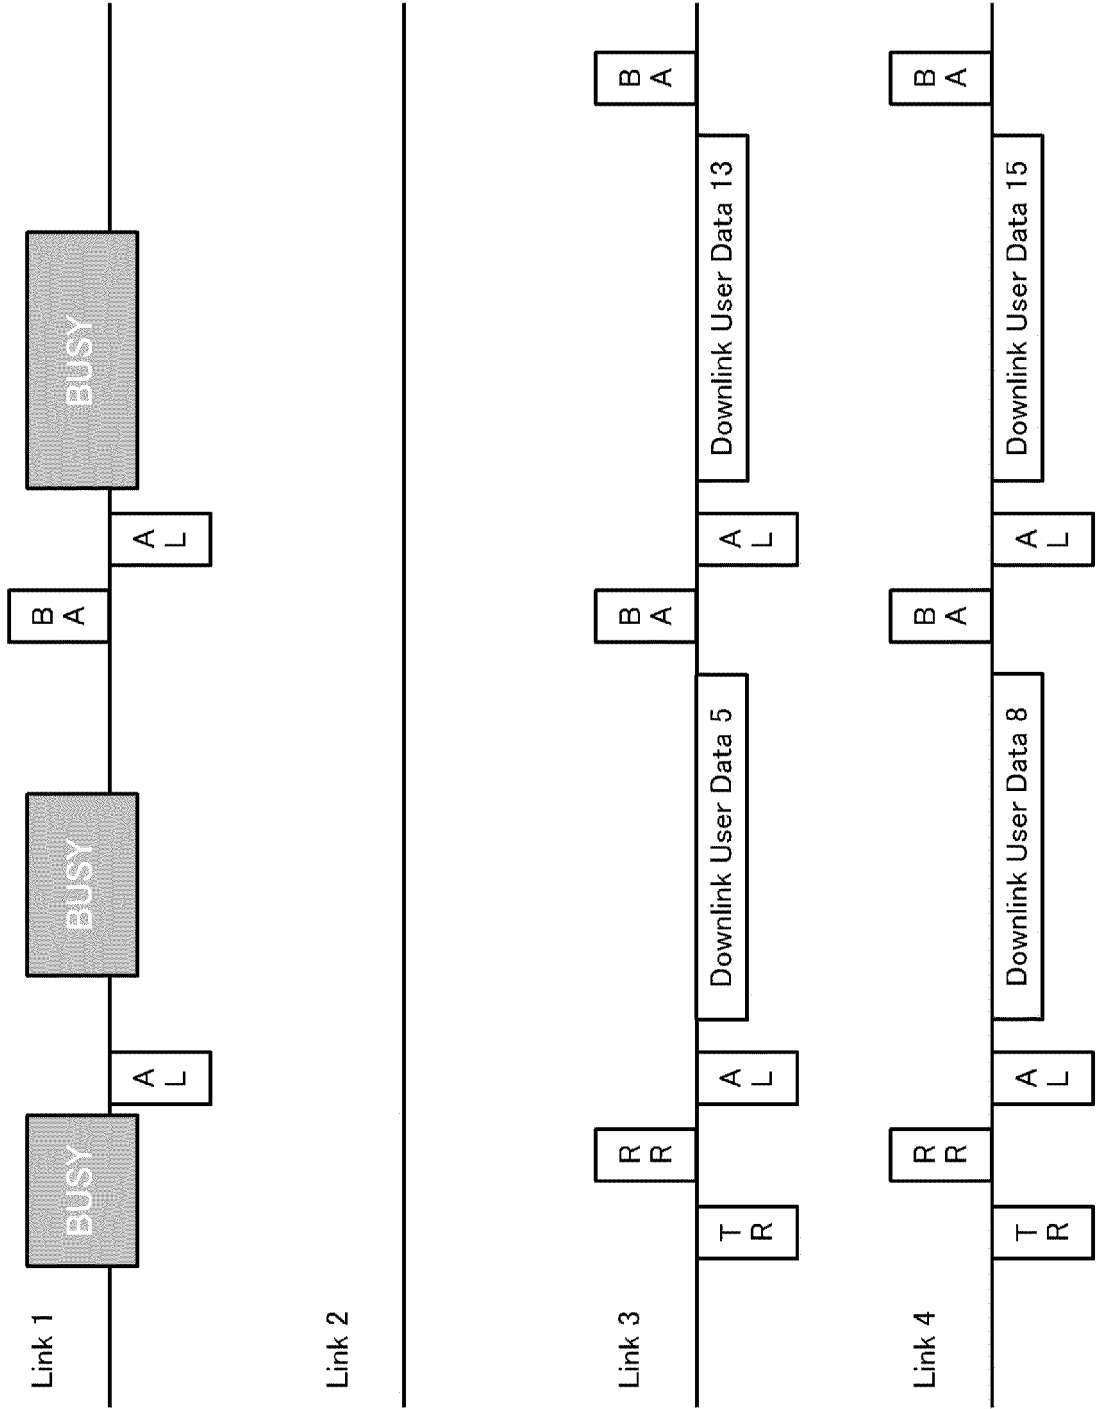 Link 1
BUSY
A
L
BUSY
B
A
A
L
BUSY
Link 2
Link 3
T
R
R
R
A
L
Downlink User Data 5
B
A
A
L
Downlink User Data 13
B
A
Link 4
T
R
R
R
A
L
Downlink User Data 8
B
A
A
L
Downlink User Data 15
B
A